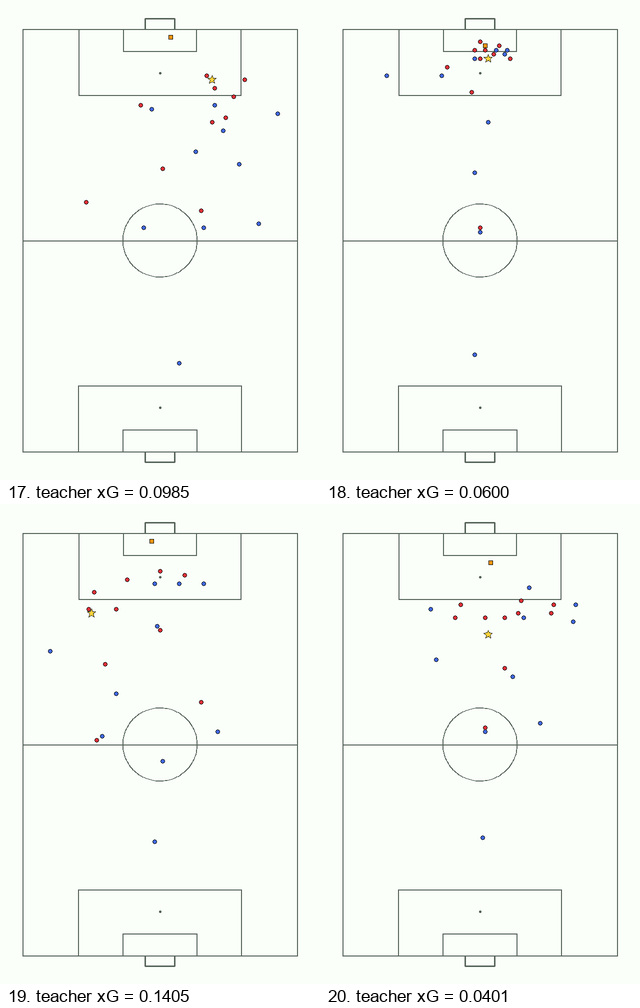 17. teacher xG = 0.0985
18. teacher xG = 0.0600
19. teacher xG = 0.1405
20. teacher xG = 0.0401